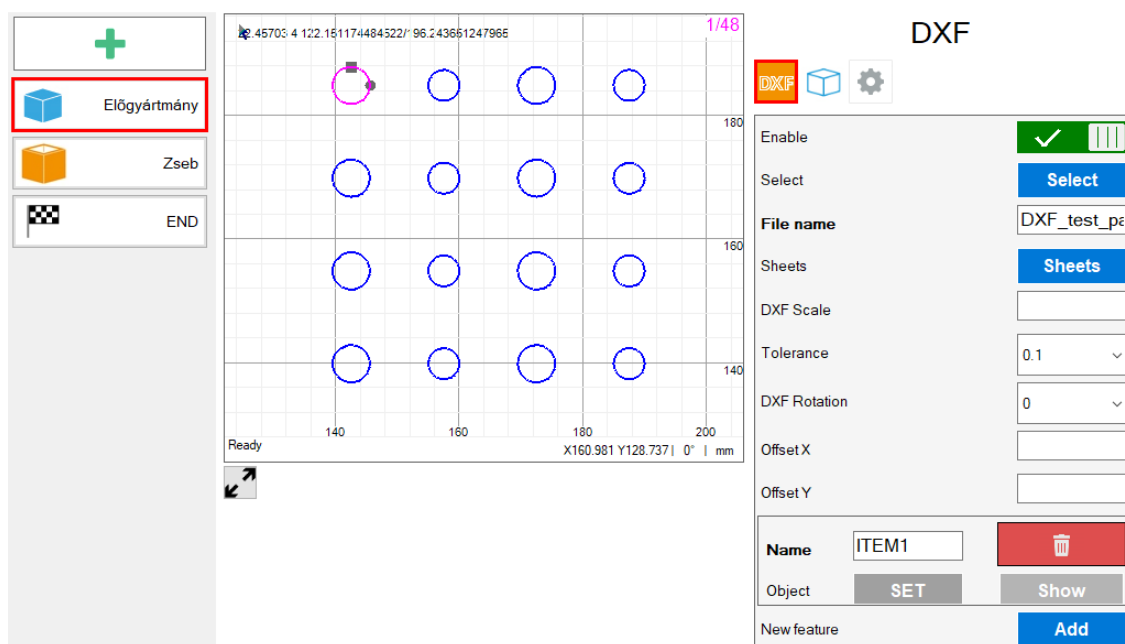 Előgyártmány
Zseb
END
1/48
180
160
140
140
160
180
200
Ready
X160.981 Y128.737 | 0° | mm
DXF
DXF
Enable
Select
Select
File name
DXF_test_pa
Sheets
Sheets
DXF Scale
Tolerance
0.1
DXF Rotation
0
Offset X
Offset Y
Name
ITEM1
Object
SET
Show
New feature
Add